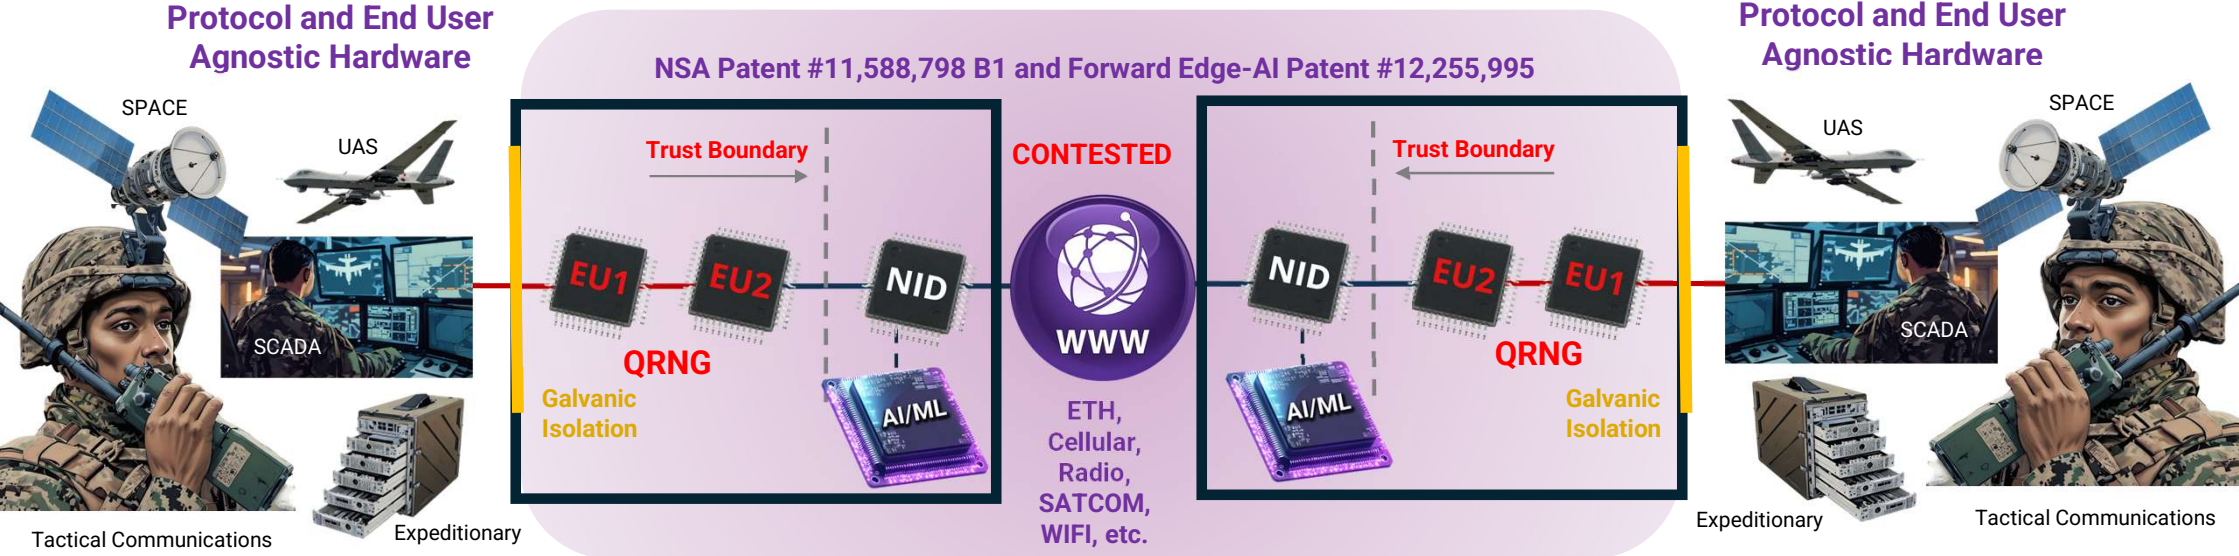 Protocol and End User
Agnostic Hardware
SPACE
UAS
SCADA
Tactical Communications
Expeditionary
NSA Patent #11,588,798 B1 and Forward Edge-AI Patent #12,255,995
Trust Boundary
EU1
EU2
NID
QRNG
Galvanic
Isolation
AI/ML
CONTESTED
WWW
ETH,
Cellular,
Radio,
SATCOM,
WIFI, etc.
Trust Boundary
NID
EU2
EU1
QRNG
AI/ML
Galvanic
Isolation
Protocol and End User
Agnostic Hardware
UAS
SPACE
SCADA
Expeditionary
Tactical Communications